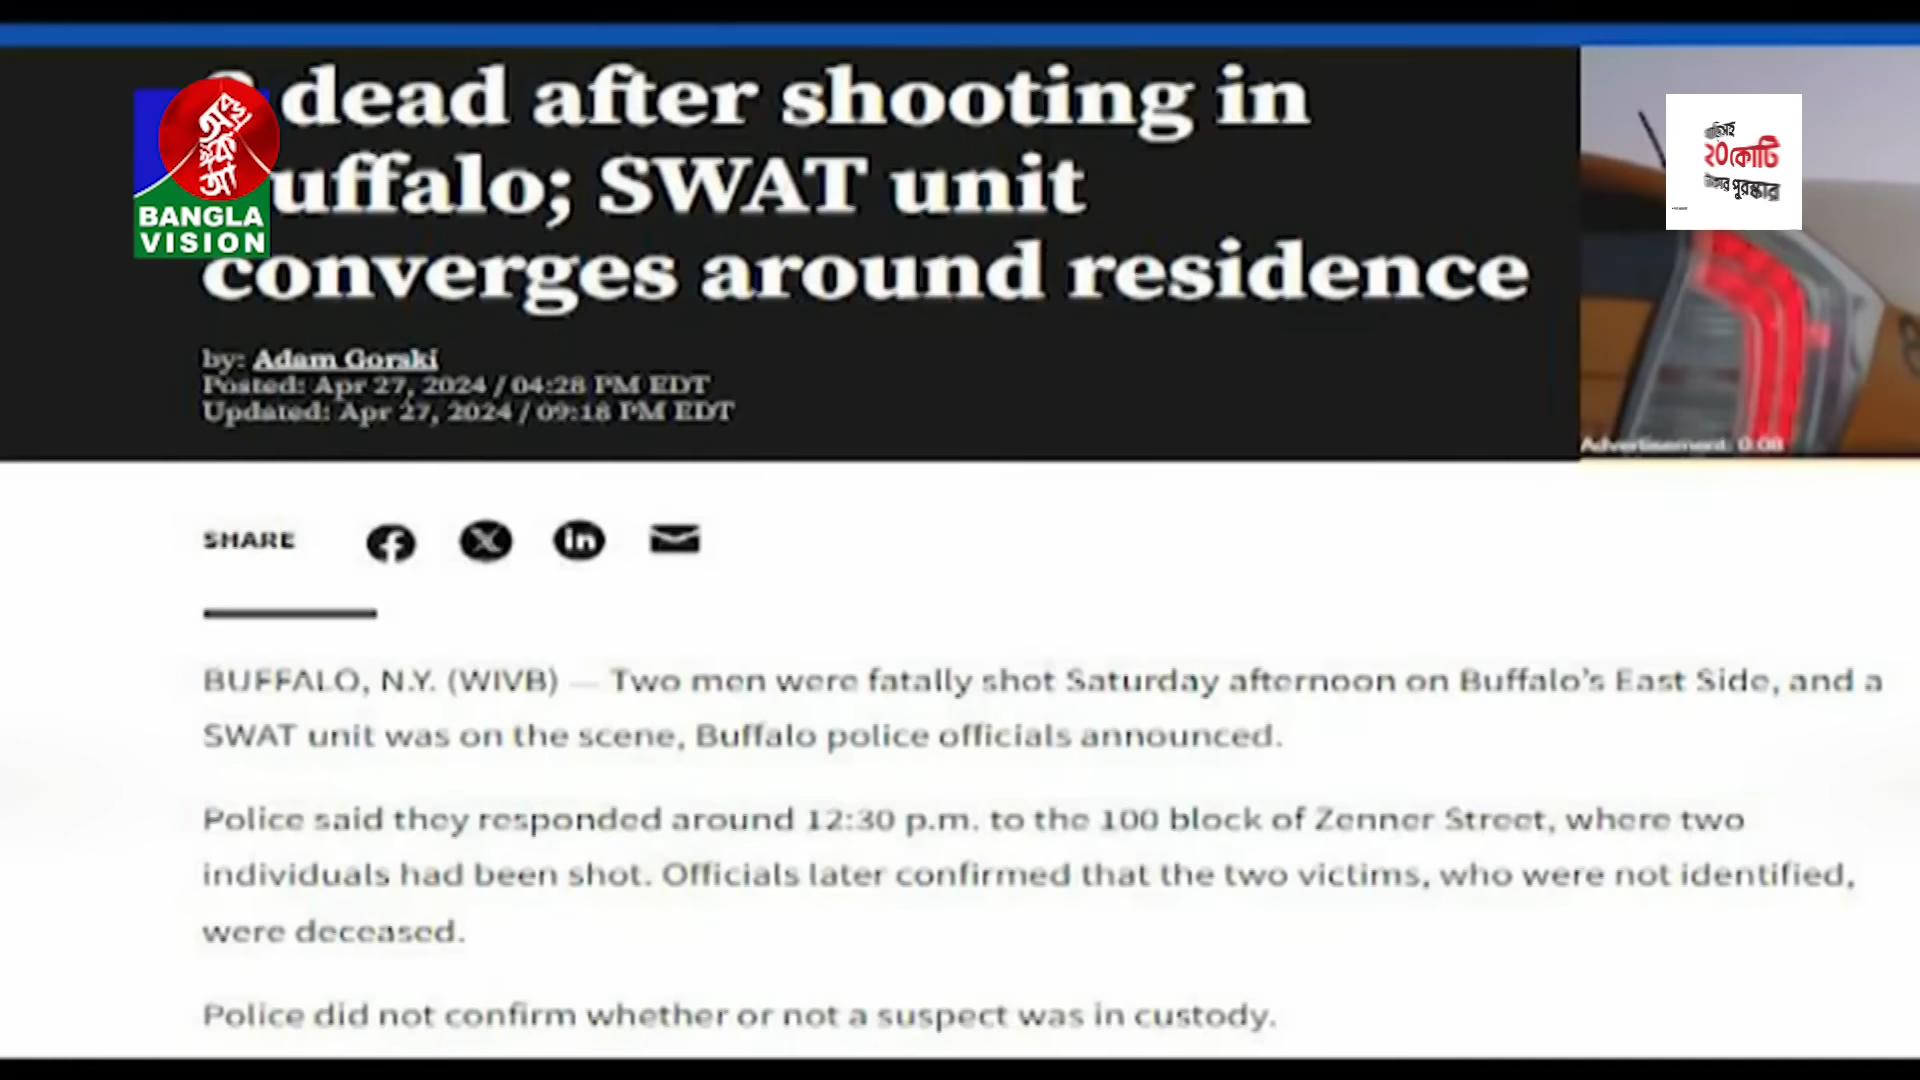 dead after shooting in
uffalo; SWAT unit
converges around residence
BANGLA
VISION
২০ কোটি
টাকার পুরস্কার
by: Adam Gorski
Posted: Apr 27, 2024 / 04:28 PM EDT
Updated: Apr 27, 2024 / 09:18 PM EDT
Advertisement: 0:08
SHARE
BUFFALO, N.Y. (WIVB) — Two men were fatally shot Saturday afternoon on Buffalo’s East Side, and a
SWAT unit was on the scene, Buffalo police officials announced.
Police said they responded around 12:30 p.m. to the 100 block of Zenner Street, where two
individuals had been shot. Officials later confirmed that the two victims, who were not identified,
were deceased.
Police did not confirm whether or not a suspect was in custody.